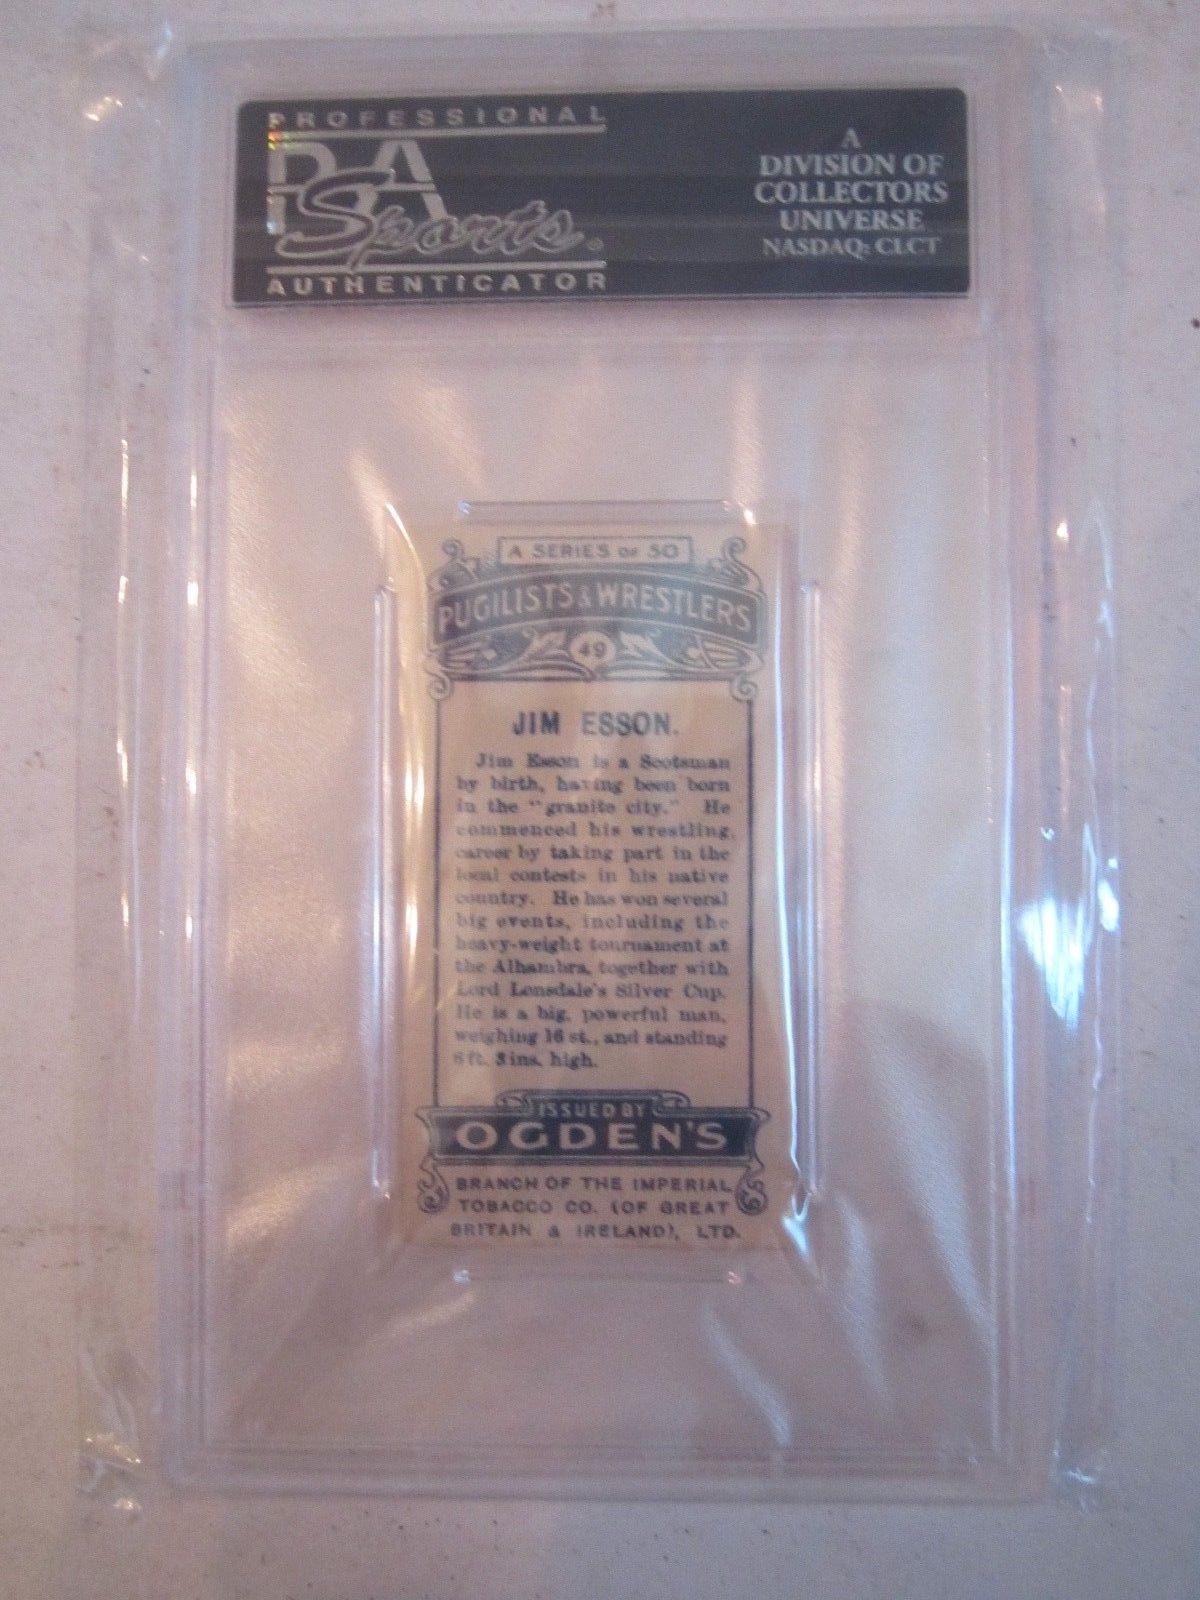 PROFESSIONAL
PSA
Sports®
AUTHENTICATOR
A
DIVISION OF
COLLECTORS
UNIVERSE
NASDAQ: CLCT
A SERIES OF 50
PUGILISTS & WRESTLERS
49
JIM ESSON.
Jim Esson is a Scotsman
by birth, having been born
in the "granite city." He
commenced his wrestling
career by taking part in the
local contests in his native
country. He has won several
big events, including the
heavy-weight tournament at
the Alhambra, together with
Lord Lonsdale's Silver Cup.
He is a big, powerful man,
weighing 16 st., and standing
6 ft. 3 ins. high.
ISSUED BY
OGDEN'S
BRANCH OF THE IMPERIAL
TOBACCO CO. (OF GREAT
BRITAIN & IRELAND), LTD.